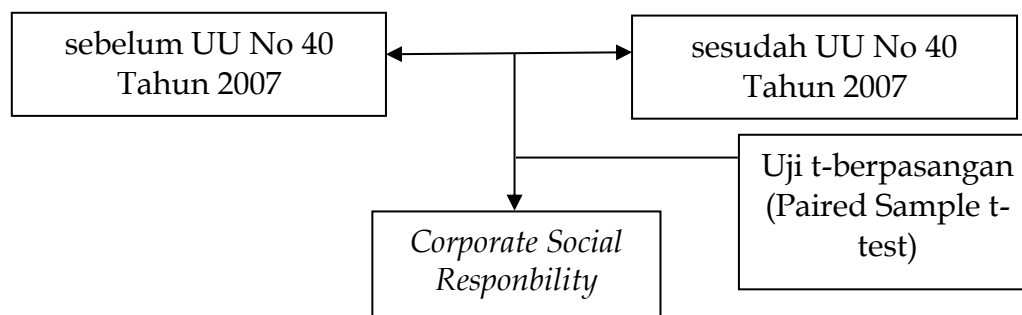 sebelum UU No 40
Tahun 2007
sesudah UU No 40
Tahun 2007
Uji t-berpasangan
(Paired Sample t-
test)
Corporate Social
Responbility